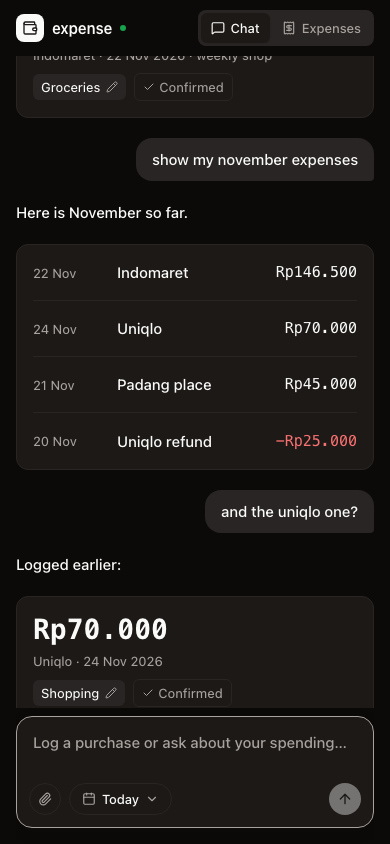 expense
Chat
Expenses
Indomaret · 22 Nov 2026 · weekly shop
Groceries
Confirmed
show my november expenses
Here is November so far.
22 Nov Indomaret Rp146.500
24 Nov Uniqlo Rp70.000
21 Nov Padang place Rp45.000
20 Nov Uniqlo refund −Rp25.000
and the uniqlo one?
Logged earlier:
Rp70.000
Uniqlo · 24 Nov 2026
Shopping
Confirmed
Log a purchase or ask about your spending...
Today